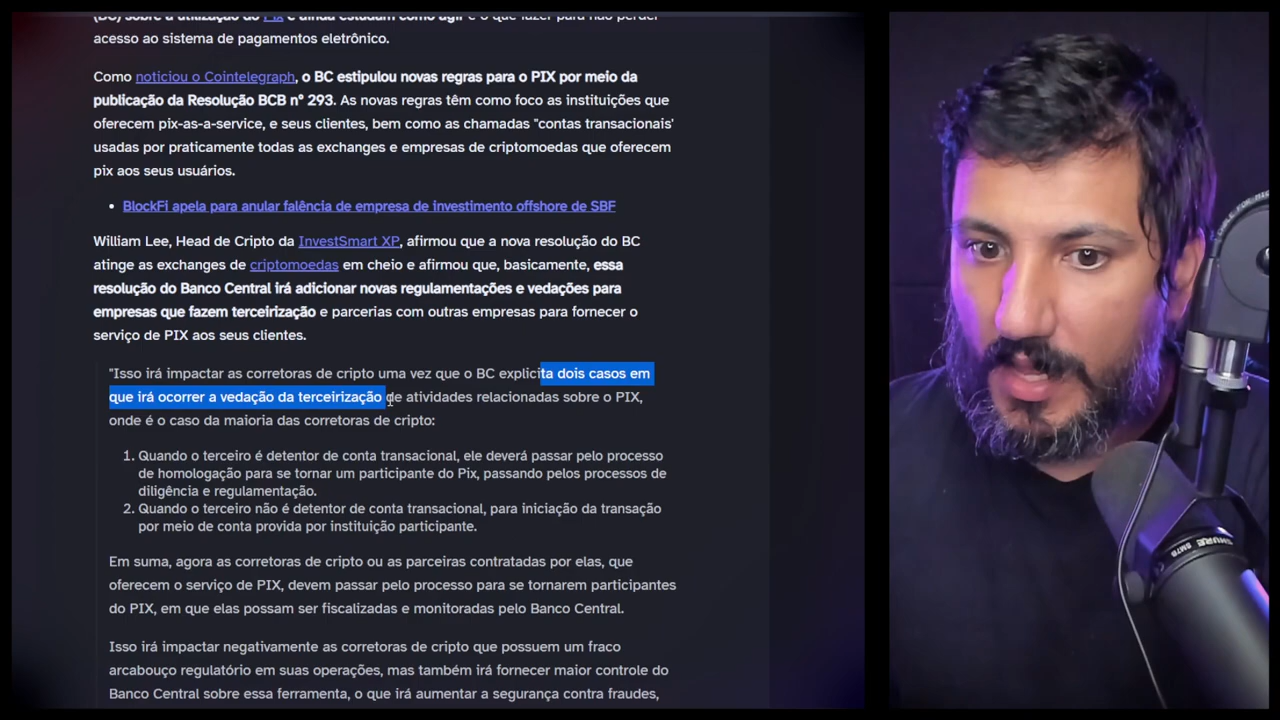 (BC) sobre a utilização do Pix e ainda estudam como agir e o que fazer para não perder
acesso ao sistema de pagamentos eletrônico.
Como noticiou o Cointelegraph, o BC estipulou novas regras para o PIX por meio da
publicação da Resolução BCB n° 293. As novas regras têm como foco as instituições que
oferecem pix-as-a-service, e seus clientes, bem como as chamadas "contas transacionais'
usadas por praticamente todas as exchanges e empresas de criptomoedas que oferecem
pix aos seus usuários.
• BlockFi apela para anular falência de empresa de investimento offshore de SBF
William Lee, Head de Cripto da InvestSmart XP, afirmou que a nova resolução do BC
atinge as exchanges de criptomoedas em cheio e afirmou que, basicamente, essa
resolução do Banco Central irá adicionar novas regulamentações e vedações para
empresas que fazem terceirização e parcerias com outras empresas para fornecer o
serviço de PIX aos seus clientes.
"Isso irá impactar as corretoras de cripto uma vez que o BC explicita dois casos em
que irá ocorrer a vedação da terceirização de atividades relacionadas sobre o PIX,
onde é o caso da maioria das corretoras de cripto:
1. Quando o terceiro é detentor de conta transacional, ele deverá passar pelo processo
de homologação para se tornar um participante do Pix, passando pelos processos de
diligência e regulamentação.
2. Quando o terceiro não é detentor de conta transacional, para iniciação da transação
por meio de conta provida por instituição participante.
Em suma, agora as corretoras de cripto ou as parceiras contratadas por elas, que
oferecem o serviço de PIX, devem passar pelo processo para se tornarem participantes
do PIX, em que elas possam ser fiscalizadas e monitoradas pelo Banco Central.
Isso irá impactar negativamente as corretoras de cripto que possuem um fraco
arcabouço regulatório em suas operações, mas também irá fornecer maior controle do
Banco Central sobre essa ferramenta, o que irá aumentar a segurança contra fraudes,
SHURE SM7B